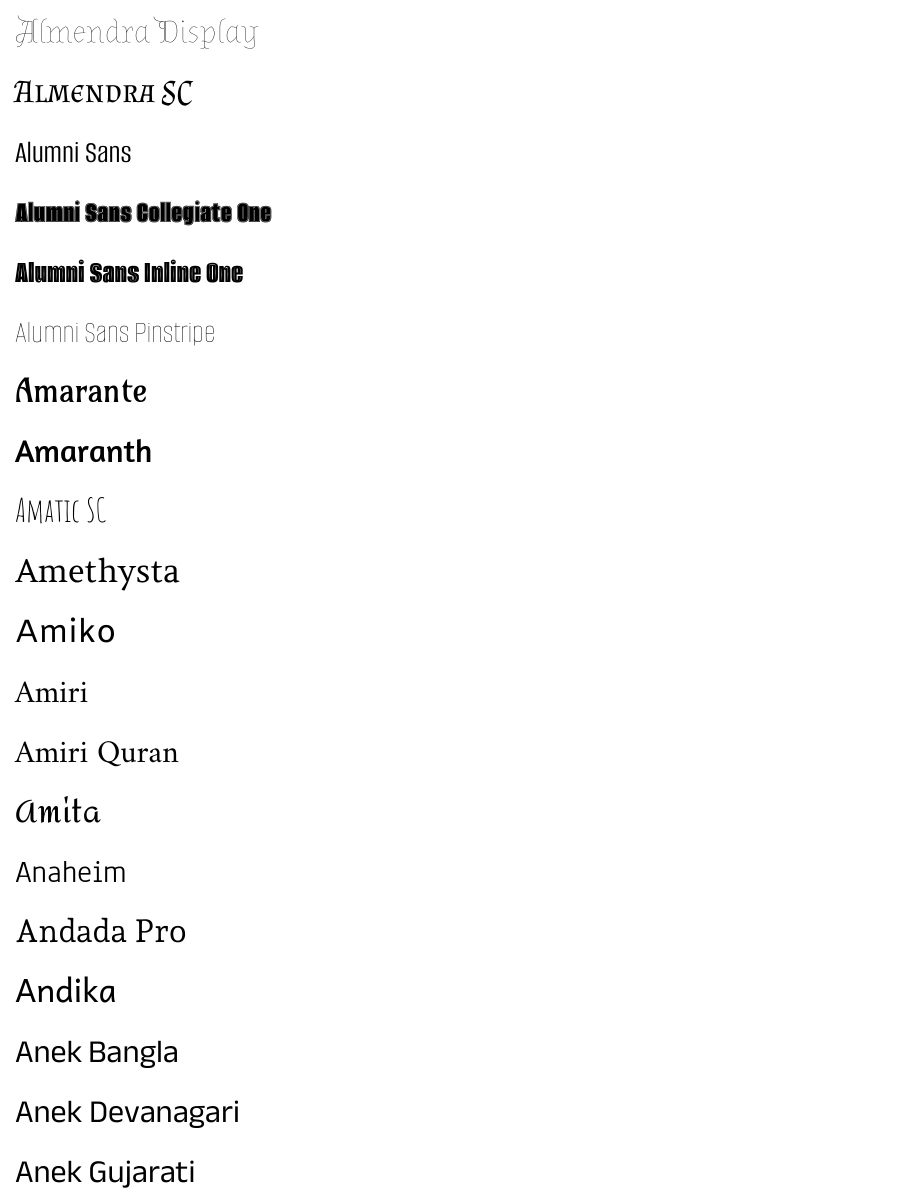 Almendra Display
Almendra SC
Alumni Sans
Alumni Sans Collegiate One
Alumni Sans Inline One
Alumni Sans Pinstripe
Amarante
Amaranth
Amatic SC
Amethysta
Amiko
Amiri
Amiri Quran
Amita
Anaheim
Andada Pro
Andika
Anek Bangla
Anek Devanagari
Anek Gujarati